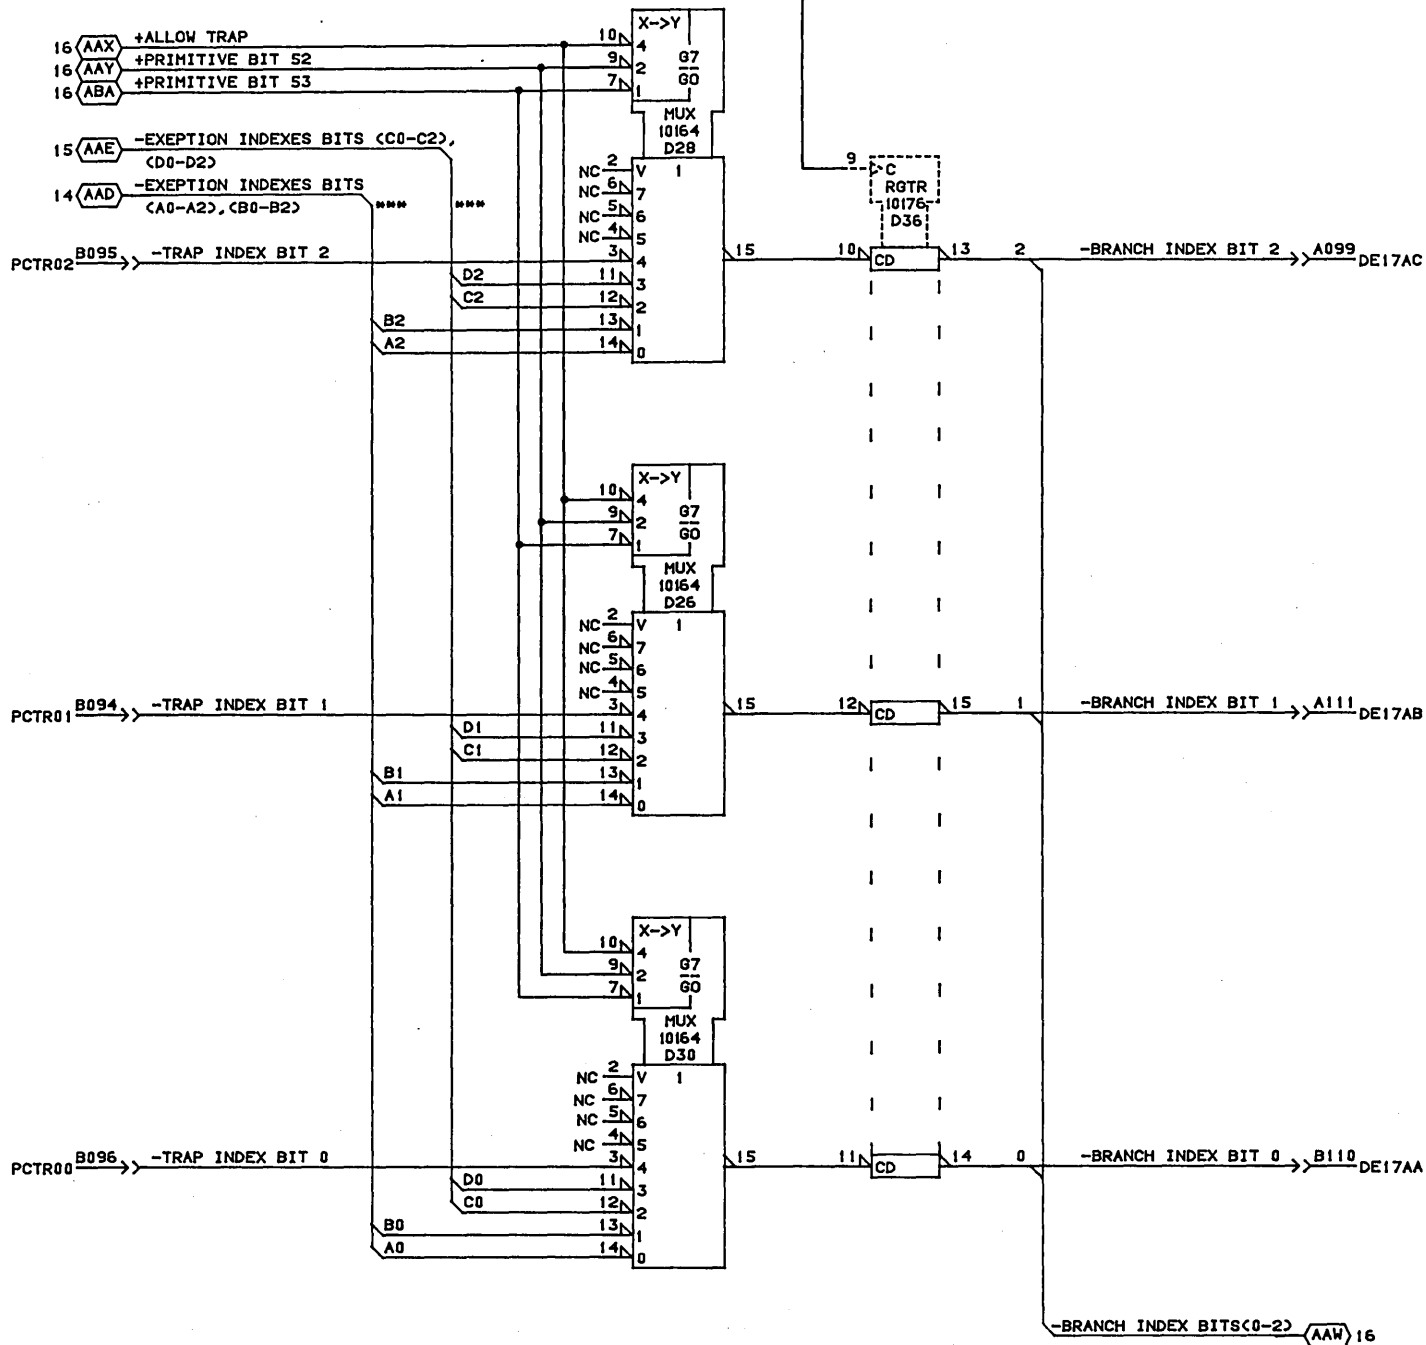 16 AAX +ALLOW TRAP
16 AAY +PRIMITIVE BIT S2
16 ABA +PRIMITIVE BIT S3
15 AAE -EXEPTION INDEXES BITS (C0-C2),
(D0-D2)
14 AAD -EXEPTION INDEXES BITS
(A0-A2),(B0-B2)
*** ***
10 4
9 2
7 1
X->Y
G7
G0
MUX
10164
D28
NC 2 V 1
NC 6 7
NC 5 6
NC 4 5
PCTR02 B095 -TRAP INDEX BIT 2 3 4
D2 11 3
C2 12 2
B2 13 1
A2 14 0
15
9 C
RGTR
10176
D36
10 CD 13 2 -BRANCH INDEX BIT 2 A099 DE17AC
10 4
9 2
7 1
X->Y
G7
G0
MUX
10164
D26
NC 2 V 1
NC 6 7
NC 5 6
NC 4 5
PCTR01 B094 -TRAP INDEX BIT 1 3 4
D1 11 3
C1 12 2
B1 13 1
A1 14 0
15
12 CD 15 1 -BRANCH INDEX BIT 1 A111 DE17AB
10 4
9 2
7 1
X->Y
G7
G0
MUX
10164
D30
NC 2 V 1
NC 6 7
NC 5 6
NC 4 5
PCTR00 B096 -TRAP INDEX BIT 0 3 4
D0 11 3
C0 12 2
B0 13 1
A0 14 0
15
11 CD 14 0 -BRANCH INDEX BIT 0 B110 DE17AA
-BRANCH INDEX BITS(0-2) AAW 16